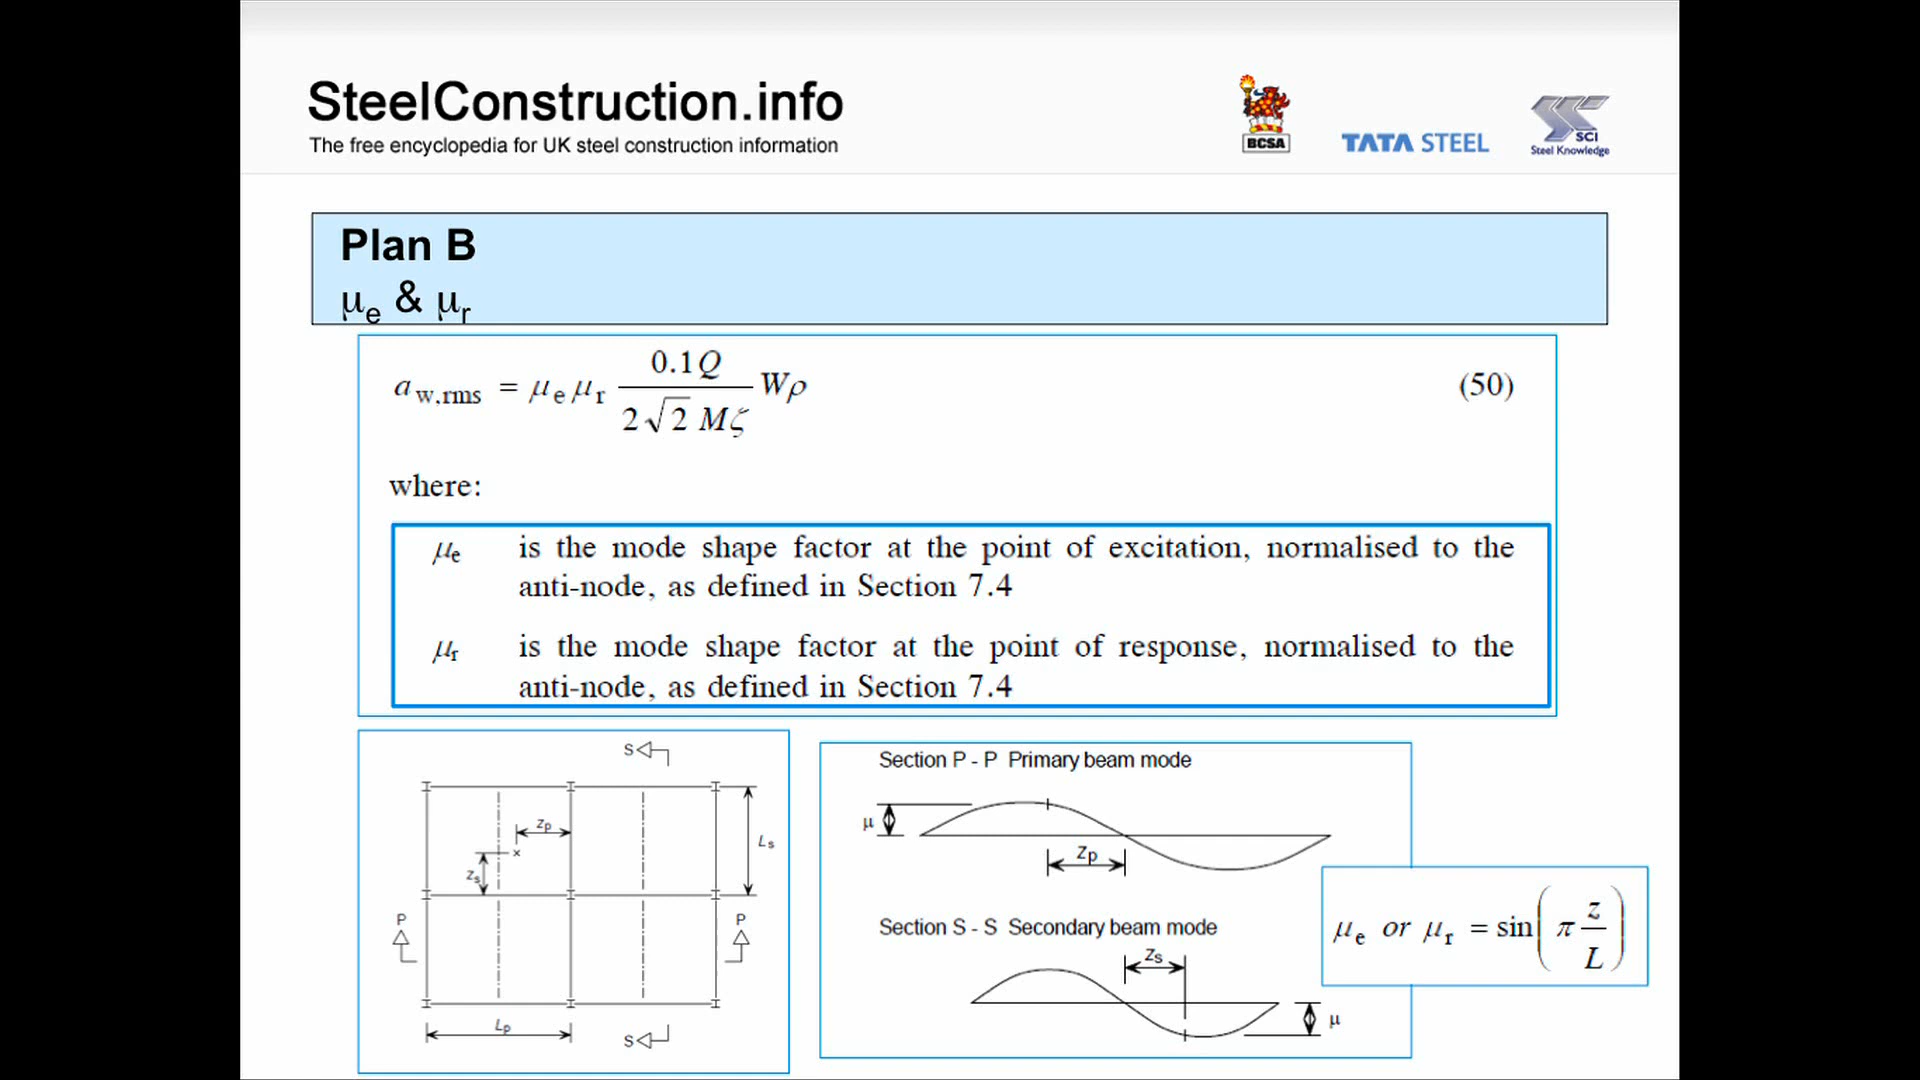 SteelConstruction.info
The free encyclopedia for UK steel construction information
BCSA
TATA STEEL
SCI
Steel Knowledge
Plan B
μe & μr
a w,rms = μe μr 0.1Q / 2√2 Mζ Wρ (50)
where:
μe is the mode shape factor at the point of excitation, normalised to the
anti-node, as defined in Section 7.4
μr is the mode shape factor at the point of response, normalised to the
anti-node, as defined in Section 7.4
S
zp
Ls
zs
P
P
Lp
S
Section P - P Primary beam mode
μ
zp
Section S - S Secondary beam mode
zs
μ
μe or μr = sin(π z/L)